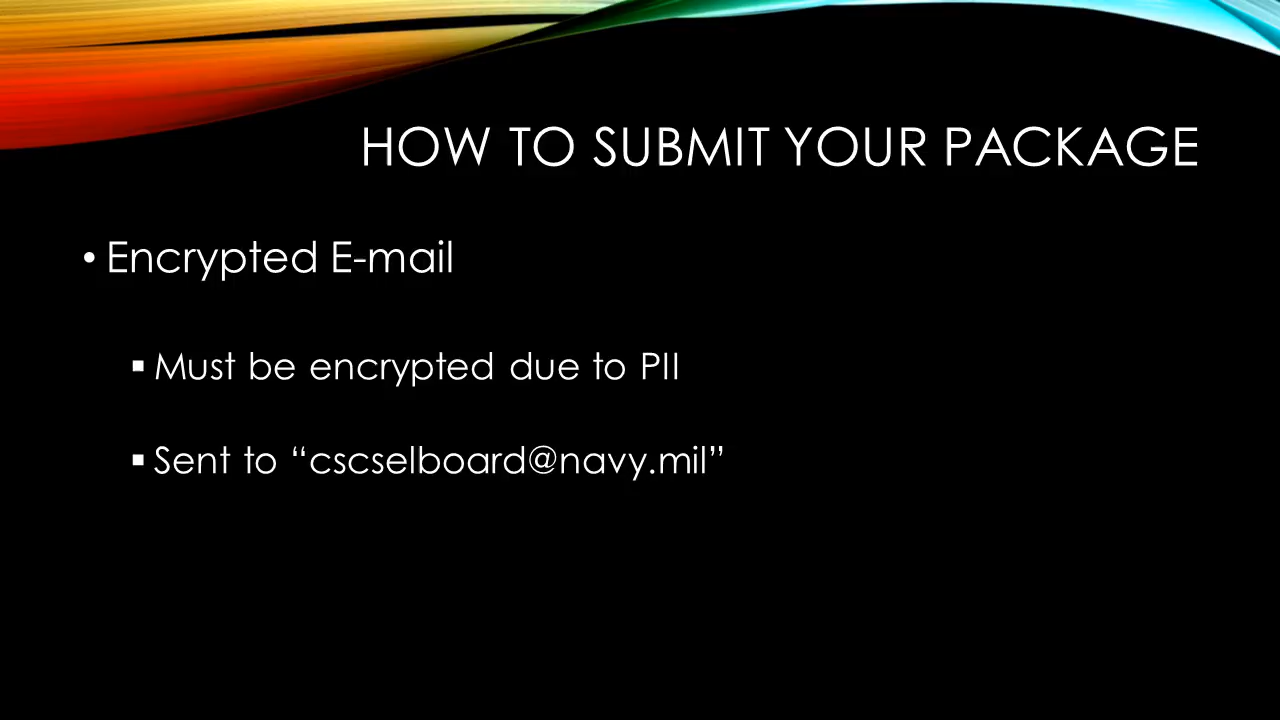 HOW TO SUBMIT YOUR PACKAGE
• Encrypted E-mail
▪ Must be encrypted due to PII
▪ Sent to “cscselboard@navy.mil”